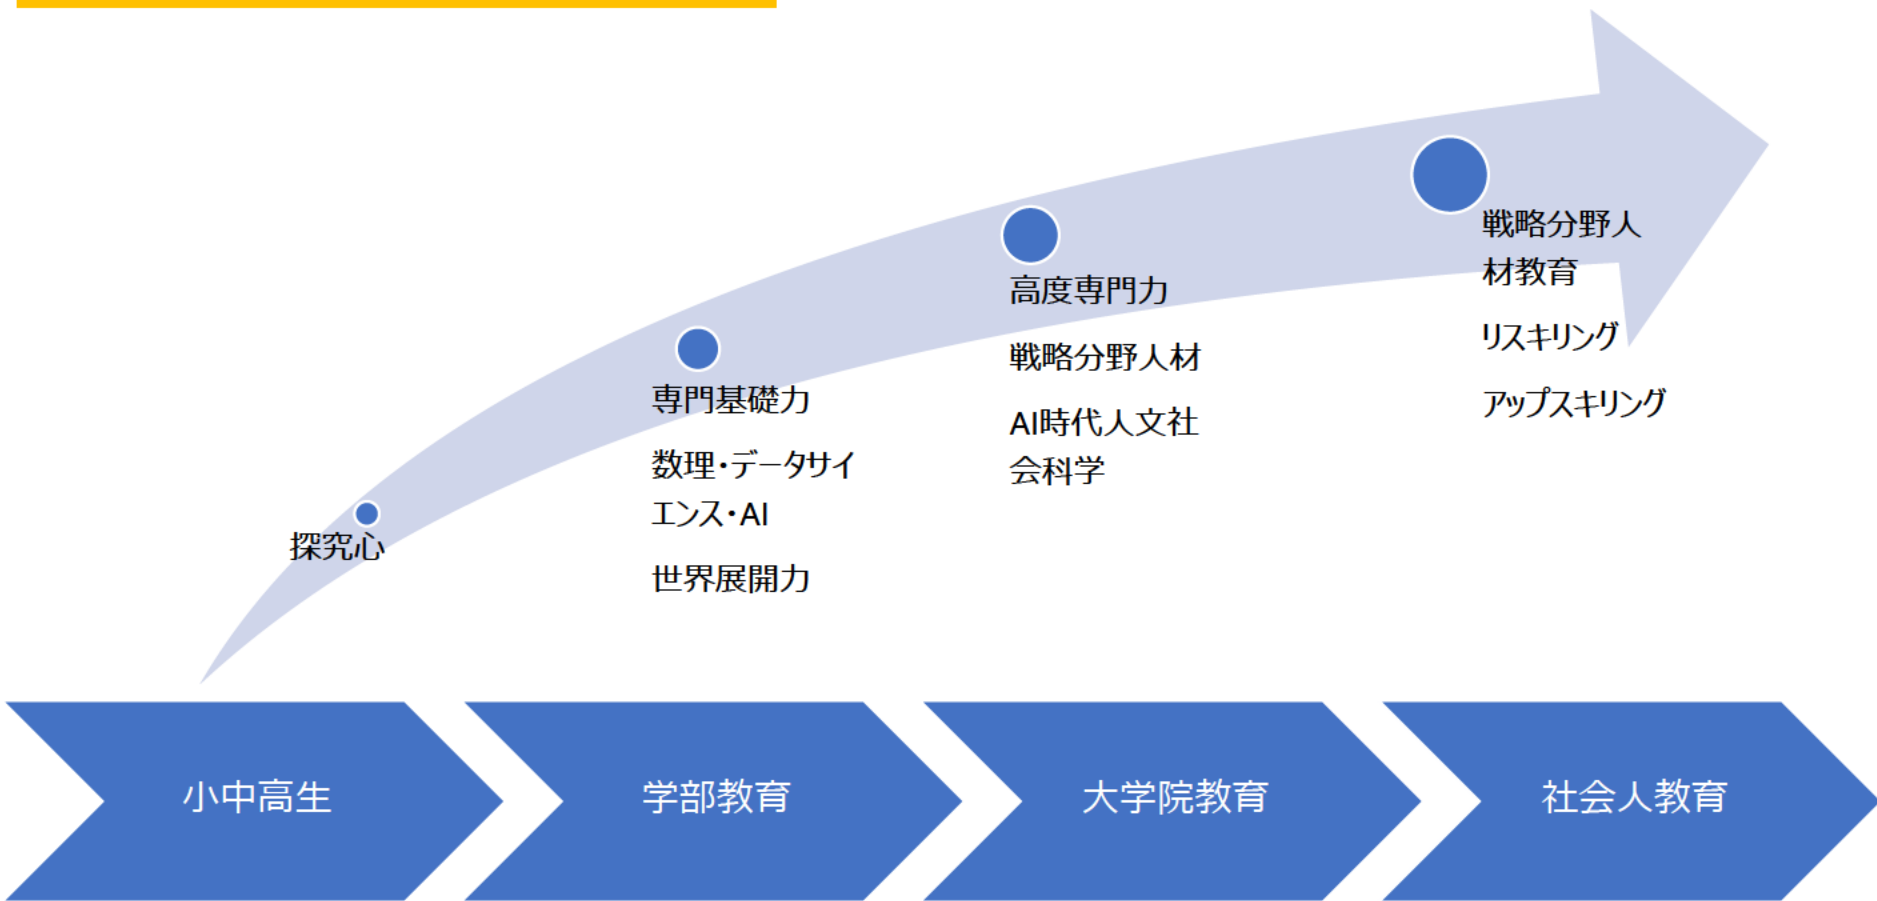 探究心
専門基礎力
数理・データサイ
エンス・AI
世界展開力
高度専門力
戦略分野人材
AI時代人文社
会科学
戦略分野人
材教育
リスキリング
アップスキリング
小中高生
学部教育
大学院教育
社会人教育